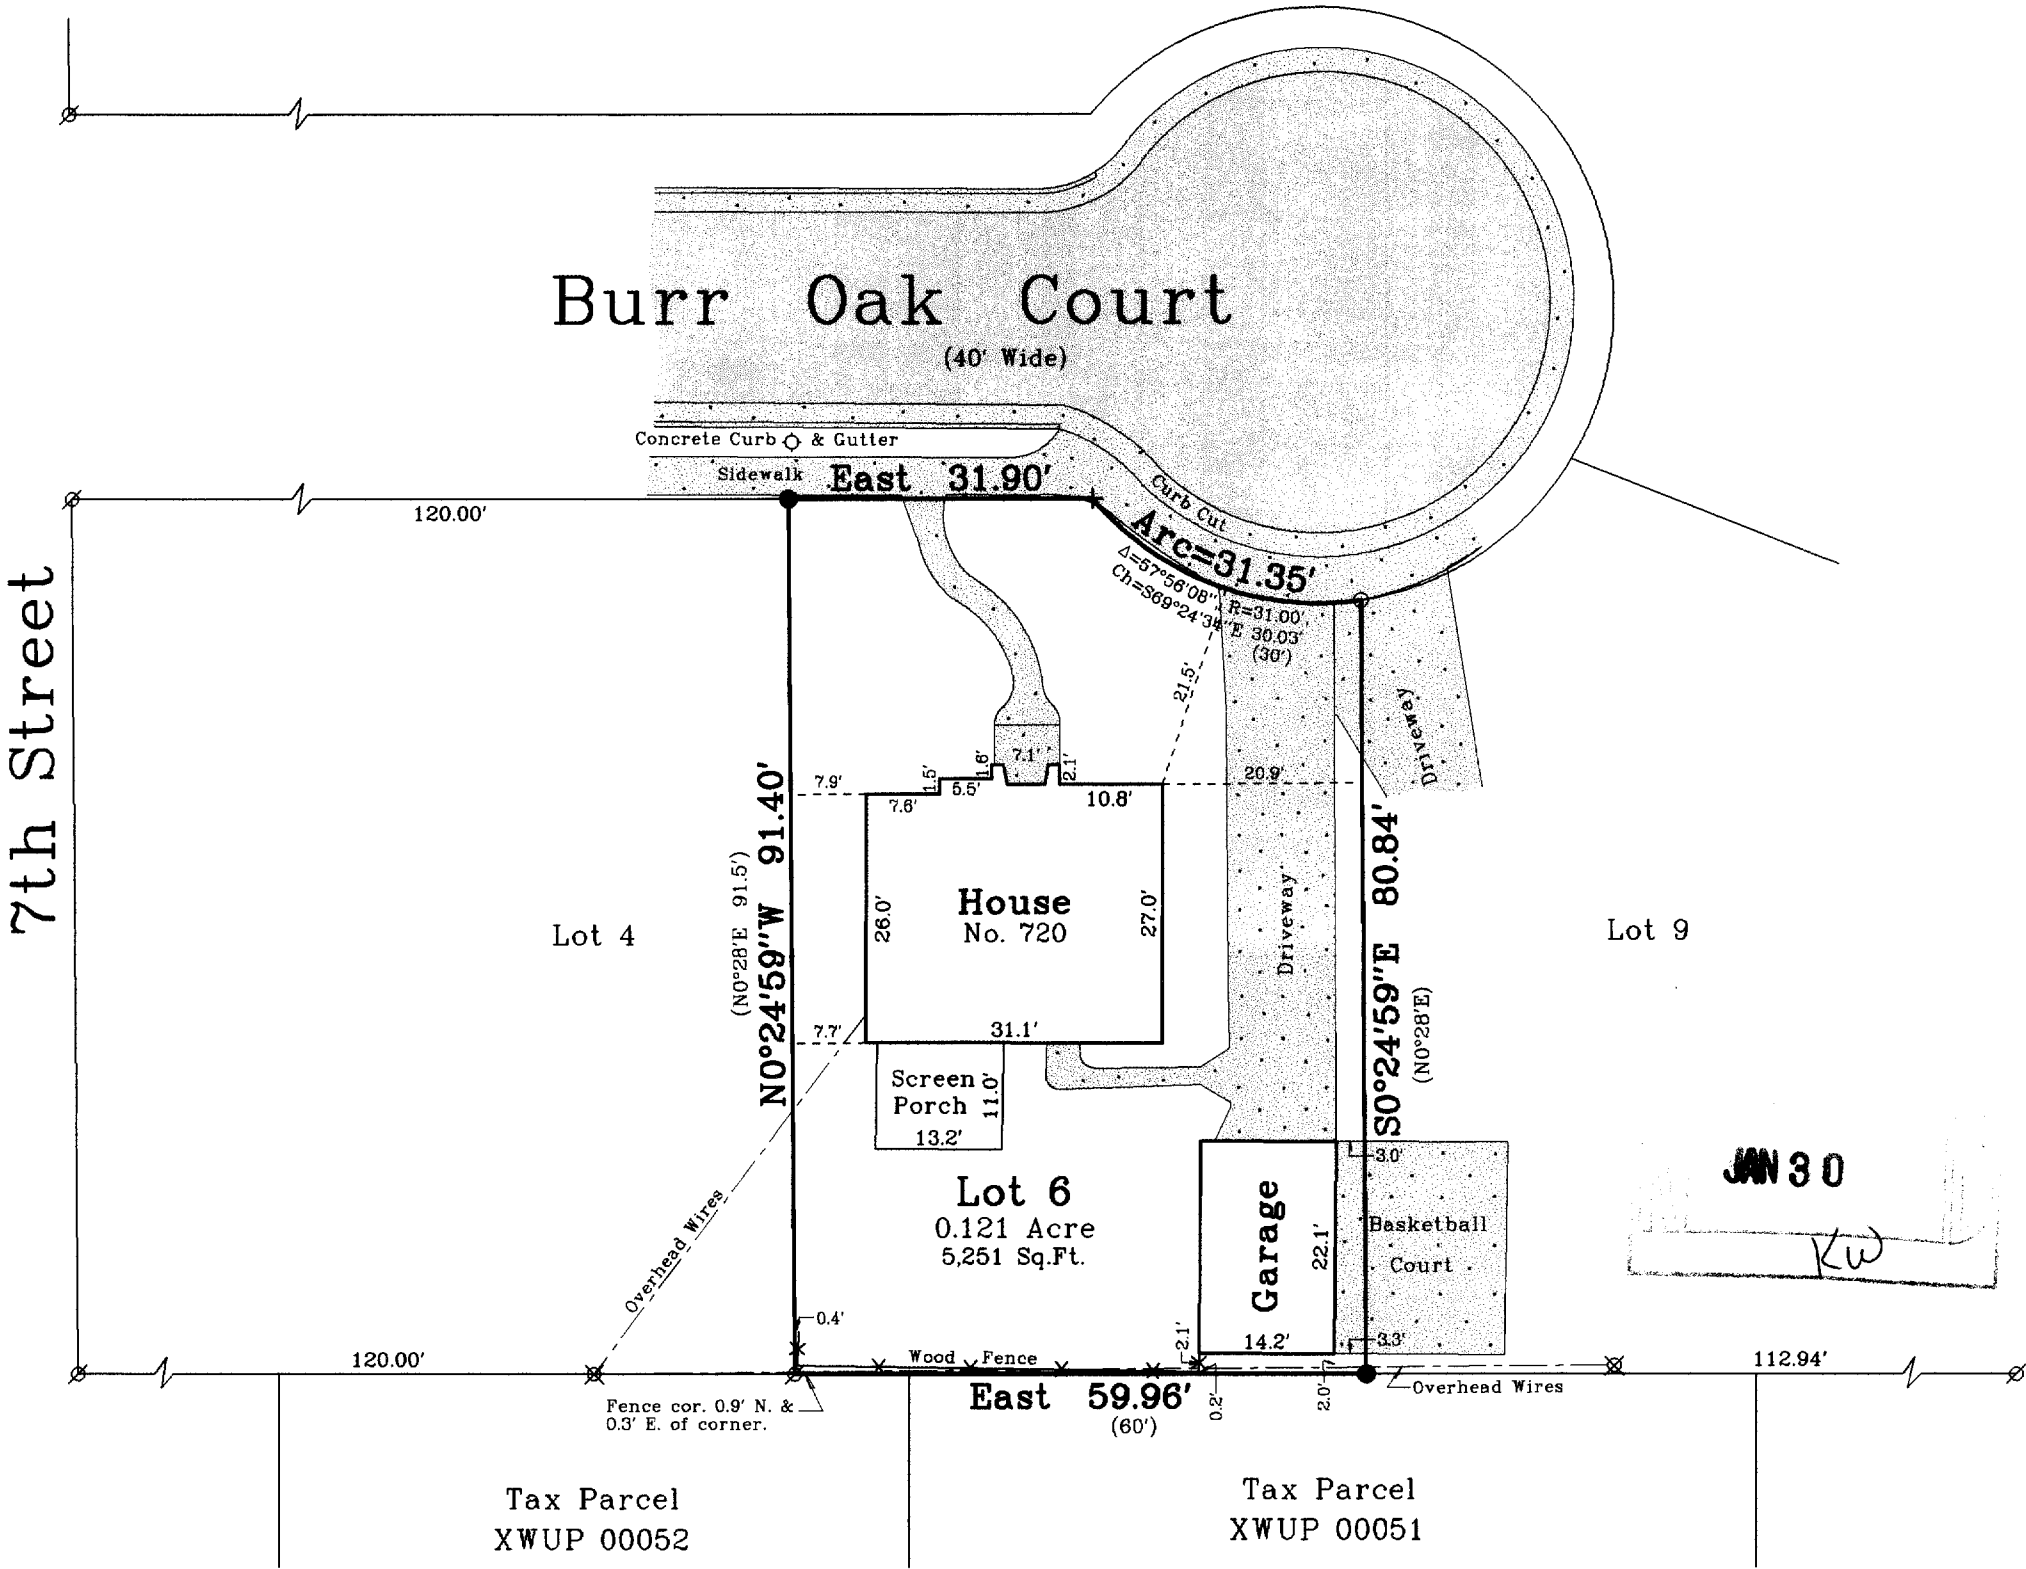 Burr Oak Court
(40' Wide)
Concrete Curb & Gutter
Sidewalk
East 31.90'
120.00'
Curb Cut
Arc=31.35'
Δ=57°56'08", R=31.00',
Ch=S69°24'34"E 30.03'
(30')
21.5'
7th Street
Driveway
7.1'
1.6'
2.1'
1.5'
5.5'
7.9'
7.6'
10.8'
20.9'
N0°24'59"W 91.40'
(N0°28'E 91.5')
S0°24'59"E 80.84'
(N0°28'E)
House
No. 720
26.0'
27.0'
Driveway
Lot 4
Lot 9
7.7'
31.1'
Screen
Porch
11.0'
13.2'
Lot 6
0.121 Acre
5,251 Sq.Ft.
Garage
22.1'
14.2'
3.0'
3.3'
Basketball
Court
JAN 30
KW
Overhead Wires
0.4'
2.1'
Wood Fence
120.00'
112.94'
Overhead Wires
East 59.96'
(60')
0.2'
2.0'
Fence cor. 0.9' N. &
0.3' E. of corner.
Tax Parcel
XWUP 00052
Tax Parcel
XWUP 00051